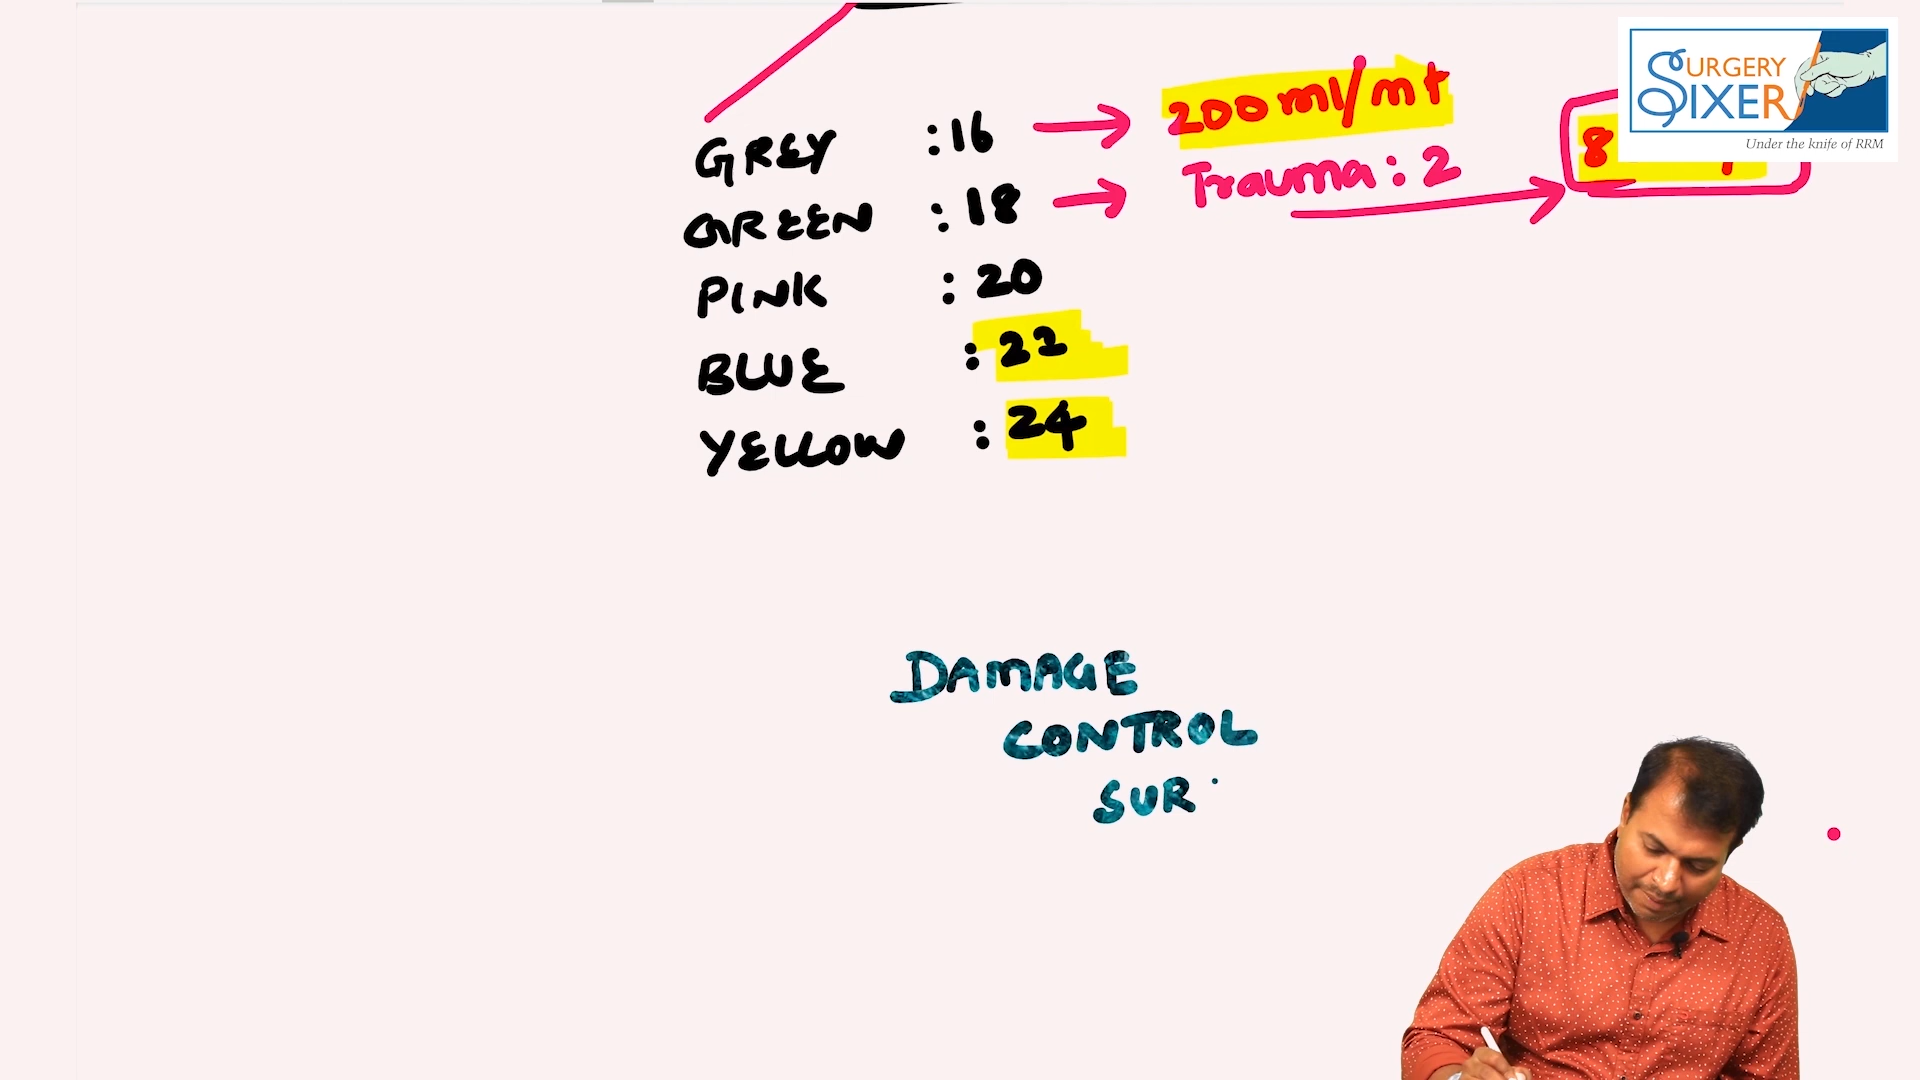 SURGERY
SIXER
Under the knife of RRM
GREY :16 → 200 ml/mt
GREEN :18 → Trauma : 2 → 8
PINK : 20
BLUE : 22
YELLOW : 24
DAMAGE
CONTROL
SUR